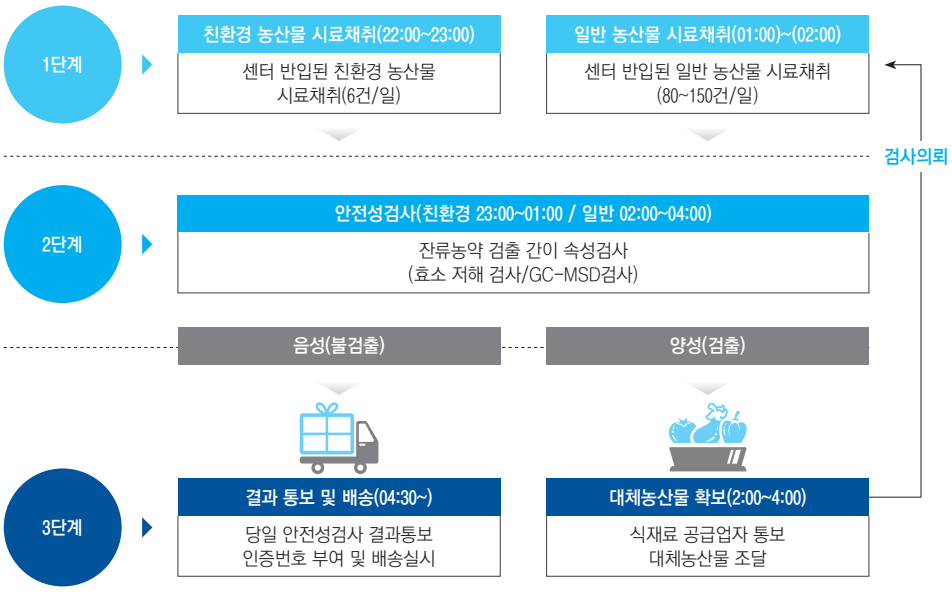 1단계
친환경 농산물 시료채취(22:00~23:00)
센터 반입된 친환경 농산물
시료채취(6건/일)
일반 농산물 시료채취(01:00)~(02:00)
센터 반입된 일반 농산물 시료채취
(80~150건/일)
검사의뢰
2단계
안전성검사(친환경 23:00~01:00 / 일반 02:00~04:00)
잔류농약 검출 간이 속성검사
(효소 저해 검사/GC-MSD검사)
음성(불검출)
양성(검출)
3단계
결과 통보 및 배송(04:30~)
당일 안전성검사 결과통보
인증번호 부여 및 배송실시
대체농산물 확보(2:00~4:00)
식재료 공급업자 통보
대체농산물 조달